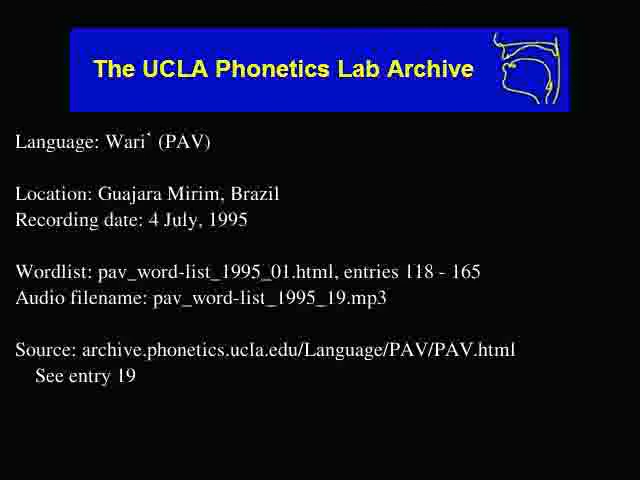 The UCLA Phonetics Lab Archive
Language: Wari` (PAV)
Location: Guajara Mirim, Brazil
Recording date: 4 July, 1995
Wordlist: pav_word-list_1995_01.html, entries 118 - 165
Audio filename: pav_word-list_1995_19.mp3
Source: archive.phonetics.ucla.edu/Language/PAV/PAV.html
See entry 19